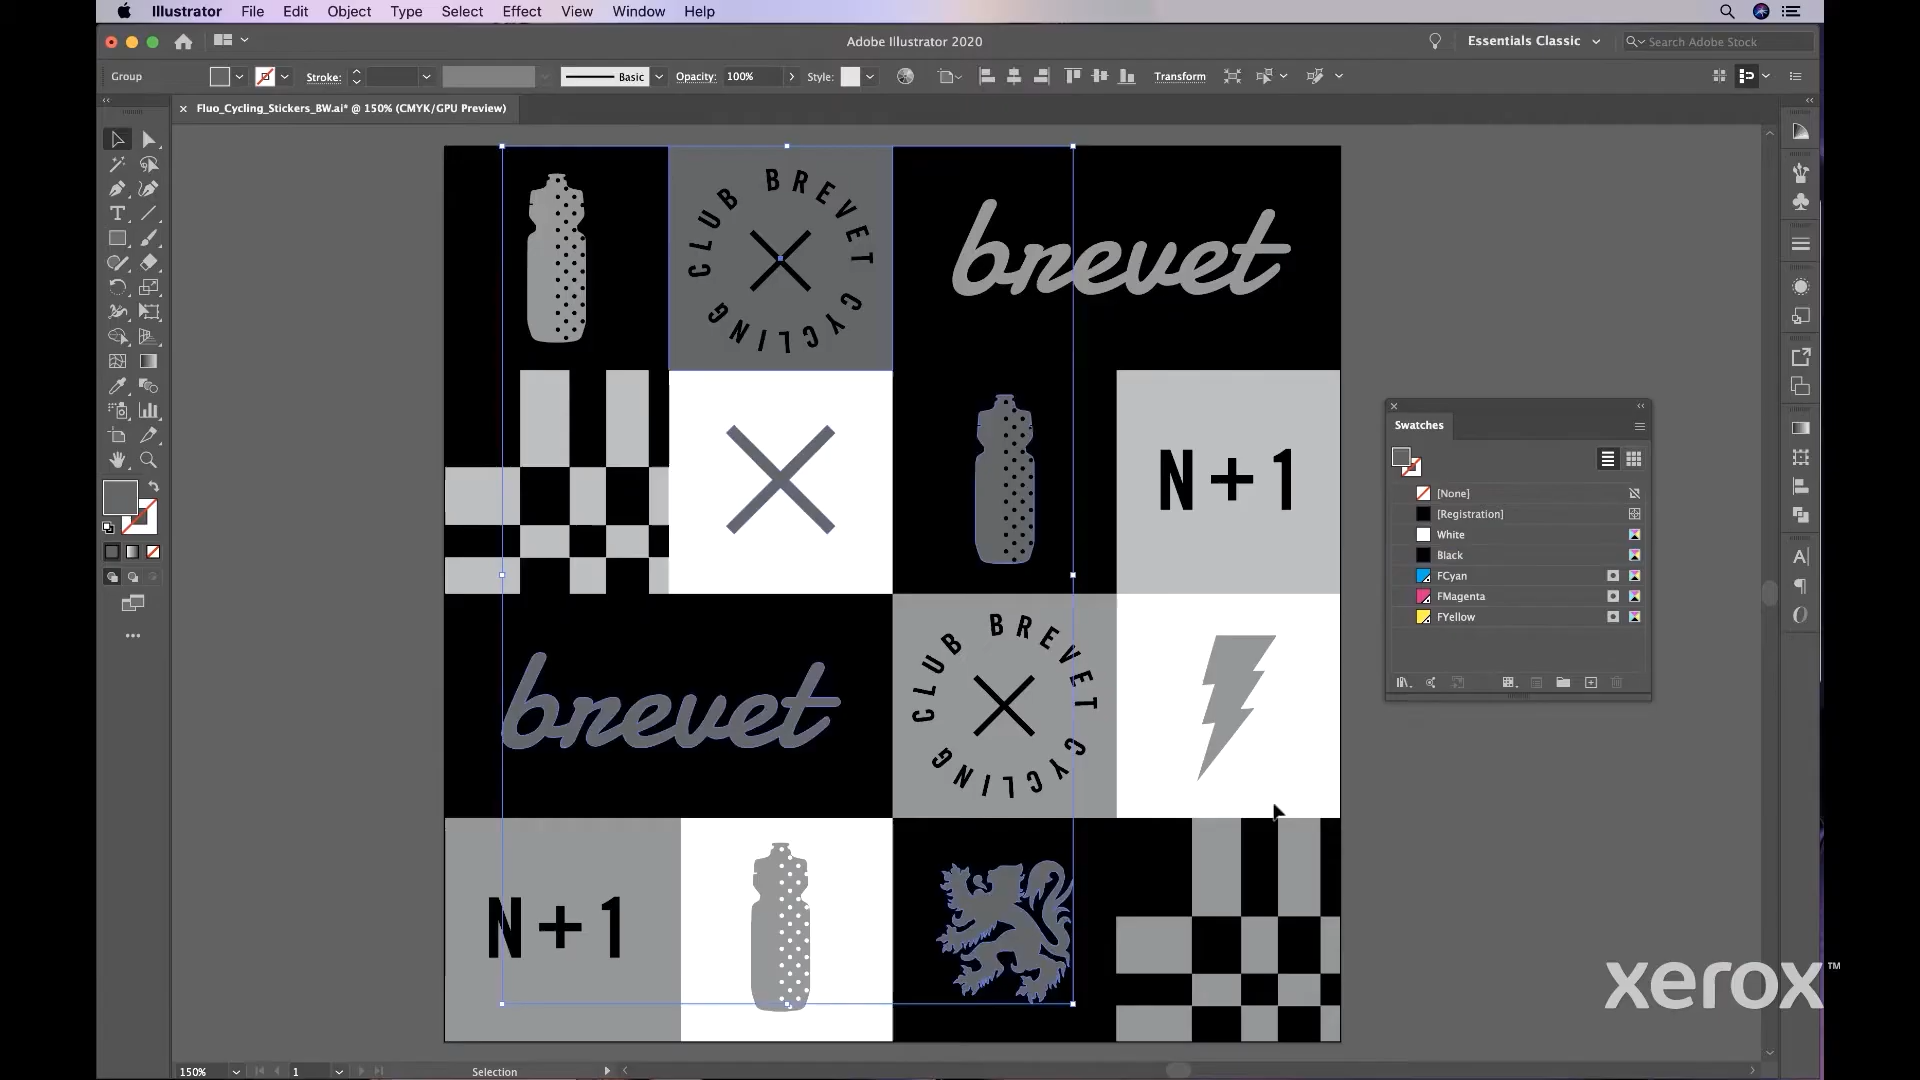 Illustrator File Edit Object Type Select Effect View Window Help
Adobe Illustrator 2020
Essentials Classic
Search Adobe Stock
Group
Stroke:
Basic
Opacity: 100%
Style:
Transform
Fluo_Cycling_Stickers_BW.ai* @ 150% (CMYK/GPU Preview)
CLUB BREVET CYCLING
brevet
N+1
Swatches
[None]
[Registration]
White
Black
FCyan
FMagenta
FYellow
brevet
CLUB BREVET CYCLING
N+1
xerox™
150%
1
Selection